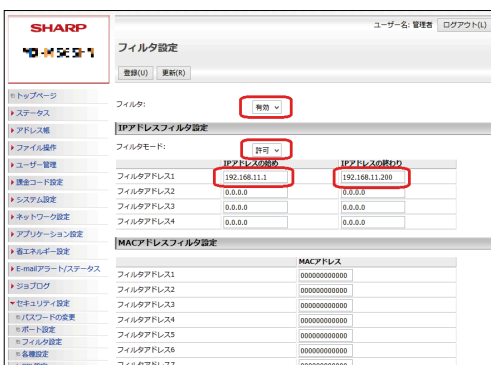 SHARP
ユーザー名: 管理者 ログアウト(L)
フィルタ設定
登録(U) 更新(R)
トップページ
ステータス
アドレス帳
ファイル操作
ユーザー管理
課金コード設定
システム設定
ネットワーク設定
アプリケーション設定
省エネルギー設定
E-mailアラート/ステータス
ジョブログ
セキュリティ設定
パスワードの変更
ポート設定
フィルタ設定
各種設定
フィルタ: 有効
IPアドレスフィルタ設定
フィルタモード: 許可
IPアドレスの始め IPアドレスの終わり
フィルタアドレス1 192.168.11.1 192.168.11.200
フィルタアドレス2 0.0.0.0 0.0.0.0
フィルタアドレス3 0.0.0.0 0.0.0.0
フィルタアドレス4 0.0.0.0 0.0.0.0
MACアドレスフィルタ設定
MACアドレス
フィルタアドレス1 000000000000
フィルタアドレス2 000000000000
フィルタアドレス3 000000000000
フィルタアドレス4 000000000000
フィルタアドレス5 000000000000
フィルタアドレス6 000000000000
フィルタアドレス7 000000000000